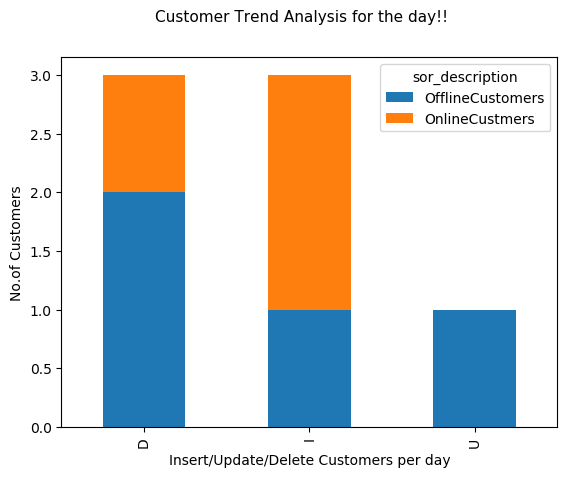 Customer Trend Analysis for the day!!
sor_description
OfflineCustomers
OnlineCustmers
No.of Customers
3.0
2.5
2.0
1.5
1.0
0.5
0.0
D
I
U
Insert/Update/Delete Customers per day